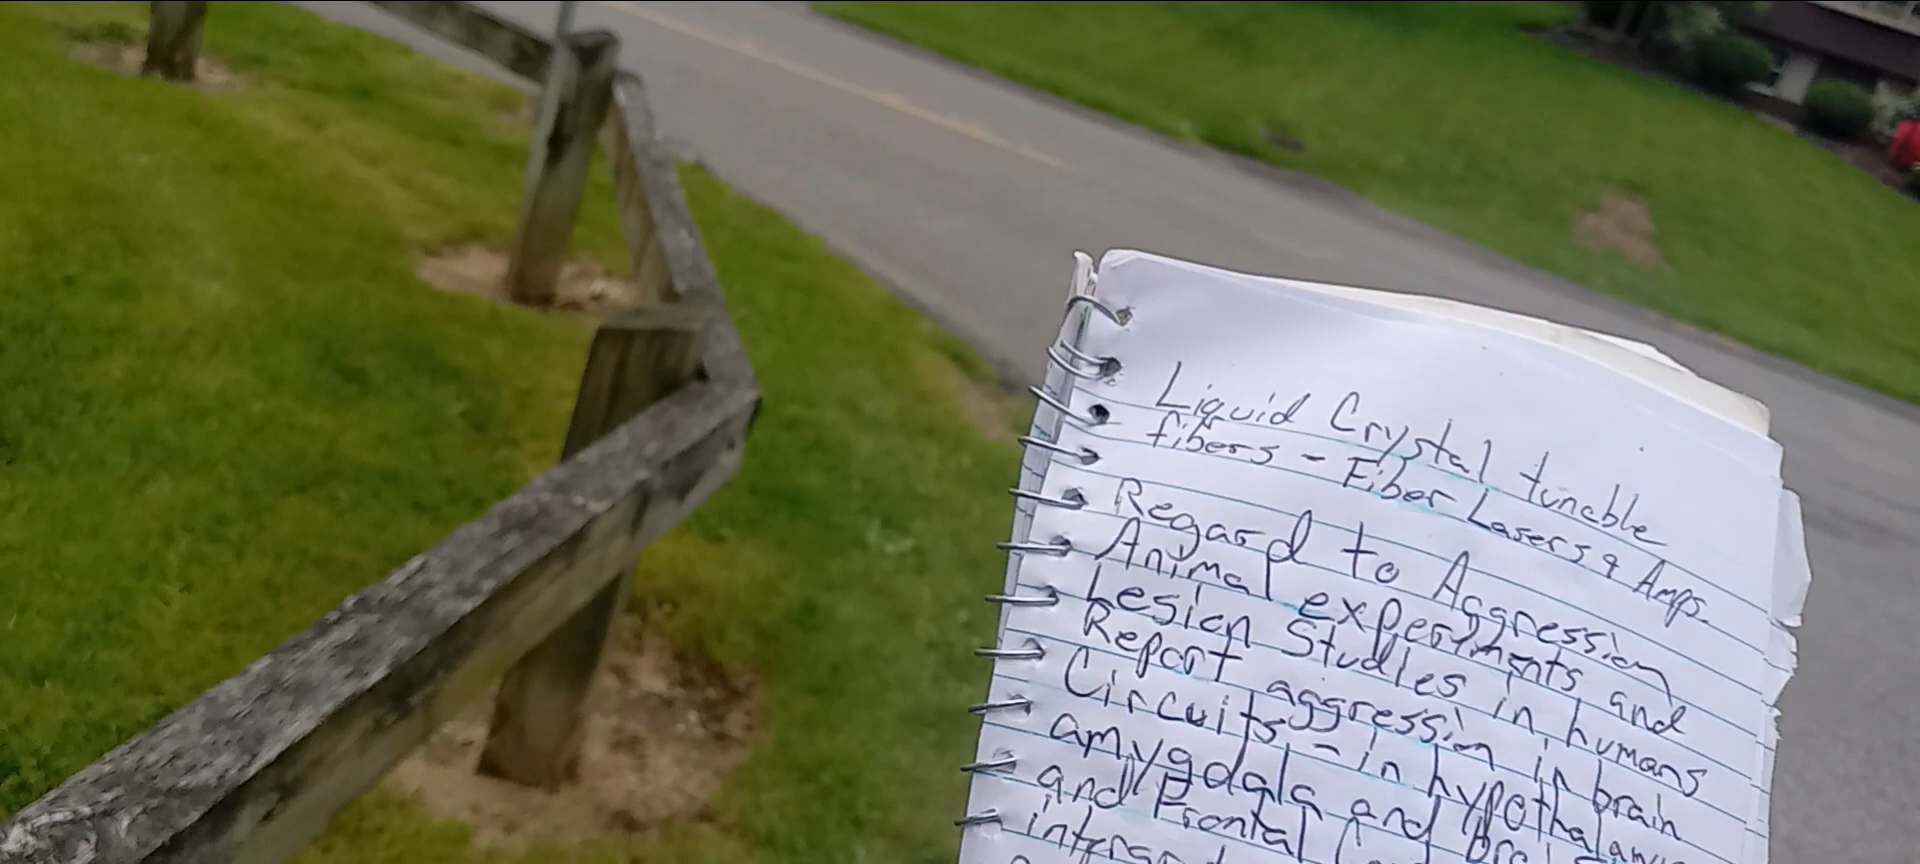 Liquid Crystal tunable
fibers - Fiber Lasers & Amps.
Regard to Aggression
Animal experiments and
Lesion Studies in humans
Report aggression in brain
Circuits - in hypothalamus
amygdala and
and Frontal